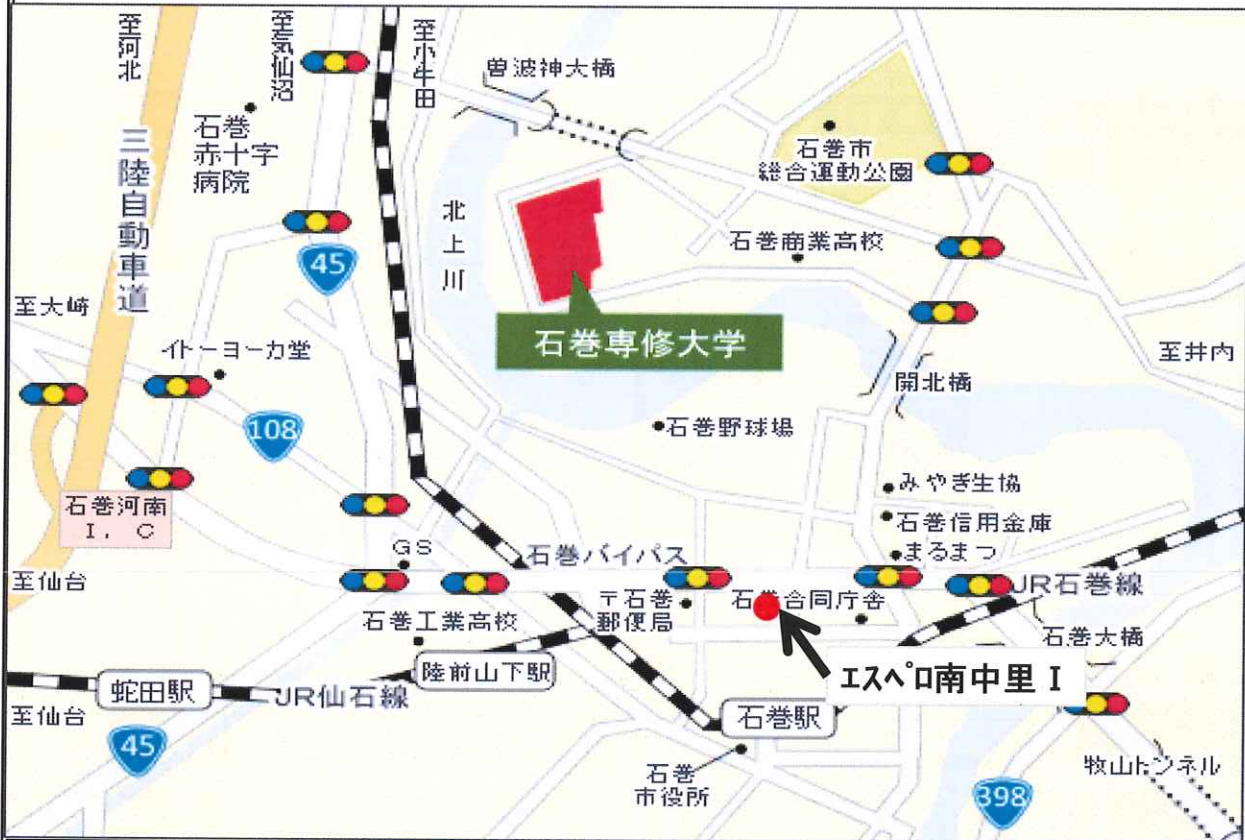 至河北
至小牛田
曽波神大橋
石巻
赤十字
病院
三陸自動車道
石巻市
総合運動公園
北上川
石巻商業高校
45
至大崎
石巻専修大学
イトーヨーカ堂
至井内
開北橋
108
石巻野球場
みやぎ生協
石巻河南
I. C
石巻信用金庫
まるまつ
GS
石巻バイパス
至仙台
JR石巻線
〒石巻
郵便局
石巻合同庁舎
石巻工業高校
石巻大橋
陸前山下駅
エスペロ南中里 I
蛇田駅
JR仙石線
石巻駅
至仙台
45
石巻
市役所
牧山トンネル
398